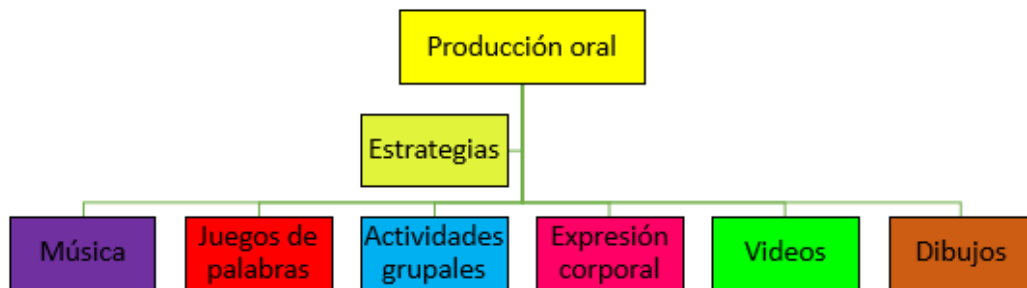 Producción oral
Estrategias
Música
Juegos de
palabras
Actividades
grupales
Expresión
corporal
Videos
Dibujos